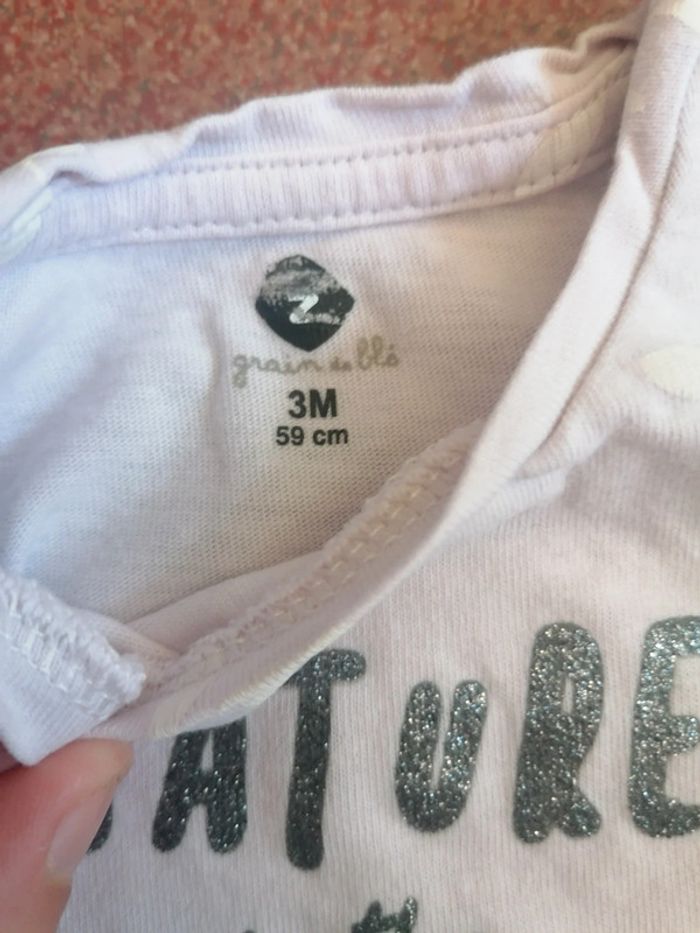 Z
grain de blé
3M
59 cm
ATURE